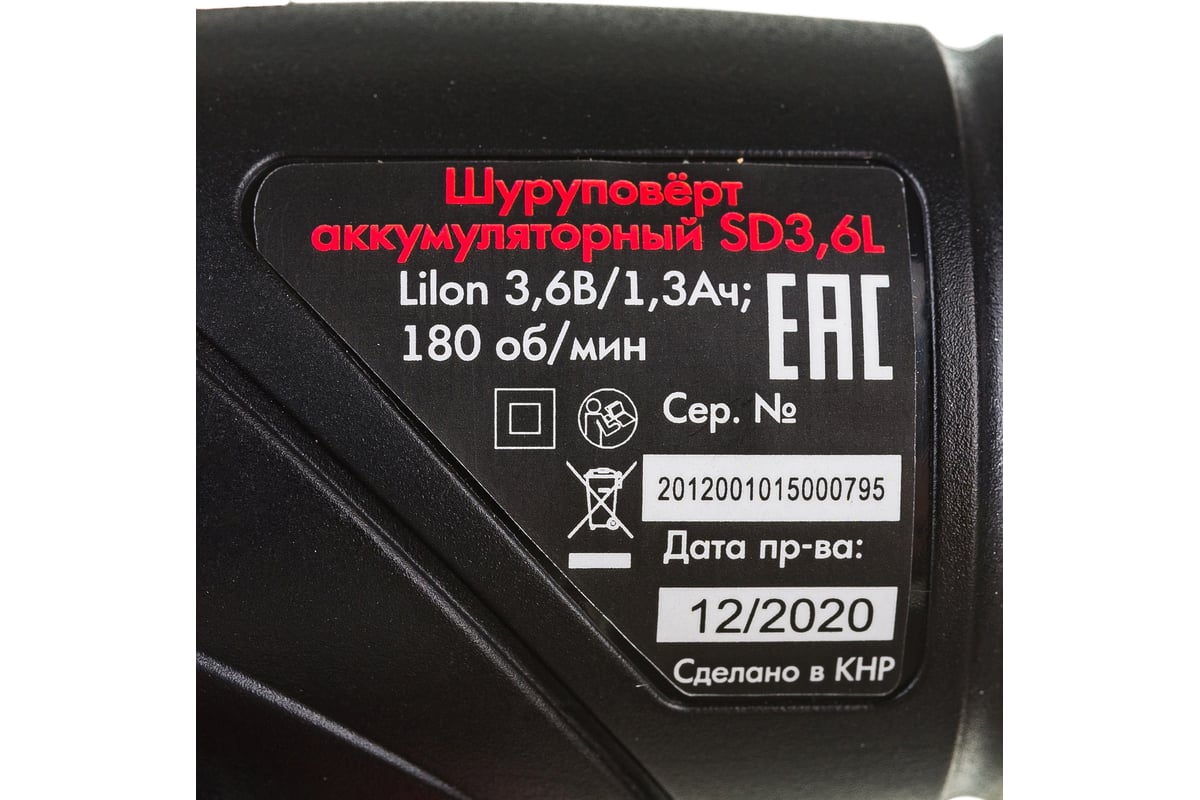 Шуруповёрт
аккумуляторный SD3,6L
LiIon 3,6В/1,3Ач;
180 об/мин
EAC
Сер. №
2012001015000795
Дата пр-ва:
12/2020
Сделано в КНР